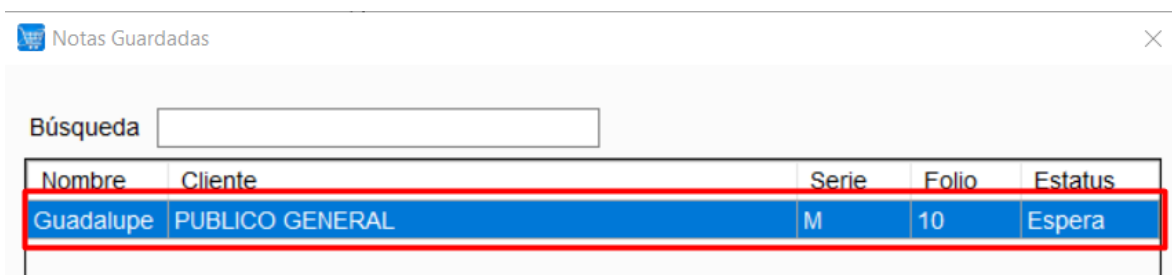 Notas Guardadas
Búsqueda
Nombre Cliente Serie Folio Estatus
Guadalupe PUBLICO GENERAL M 10 Espera